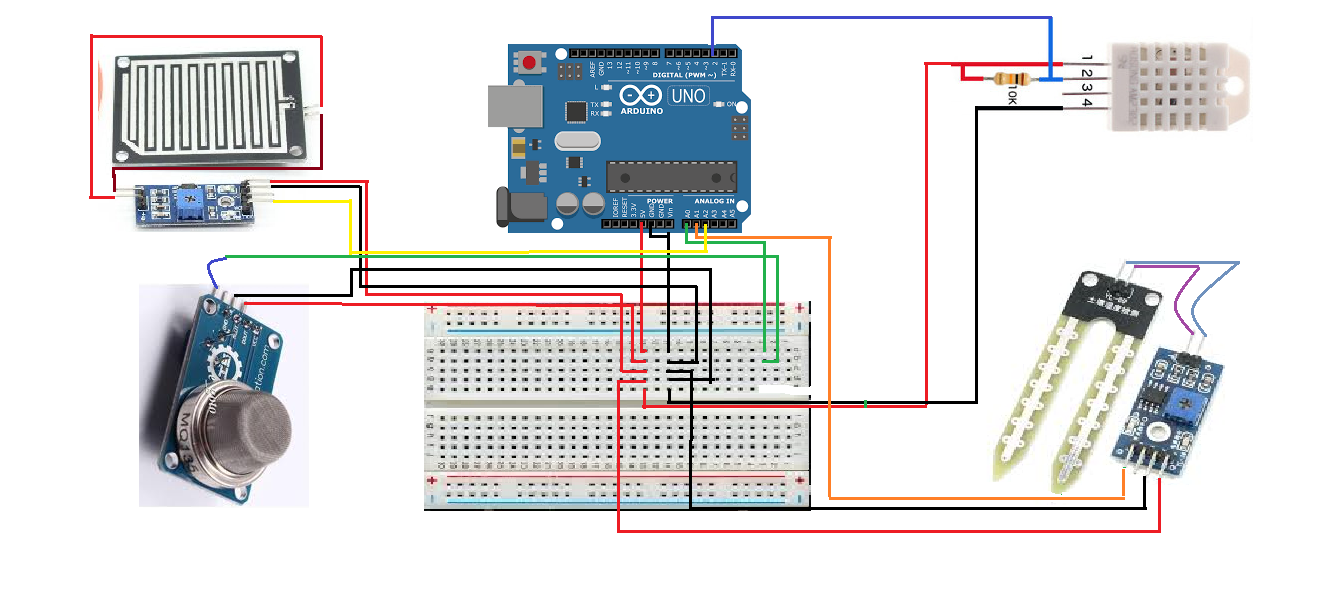 AREF
GND
13
12
~11
~10
~9
8
7
~6
~5
4
~3
2
TX-1
RX-0
DIGITAL (PWM ~)
L
TX
RX
UNO
ON
ARDUINO
POWER
ANALOG IN
IOREF
RESET
3.3V
5V
GND
GND
Vin
A0
A1
A2
A3
A4
A5
1
2
3
4
10K
MQ135
+
+
+
+